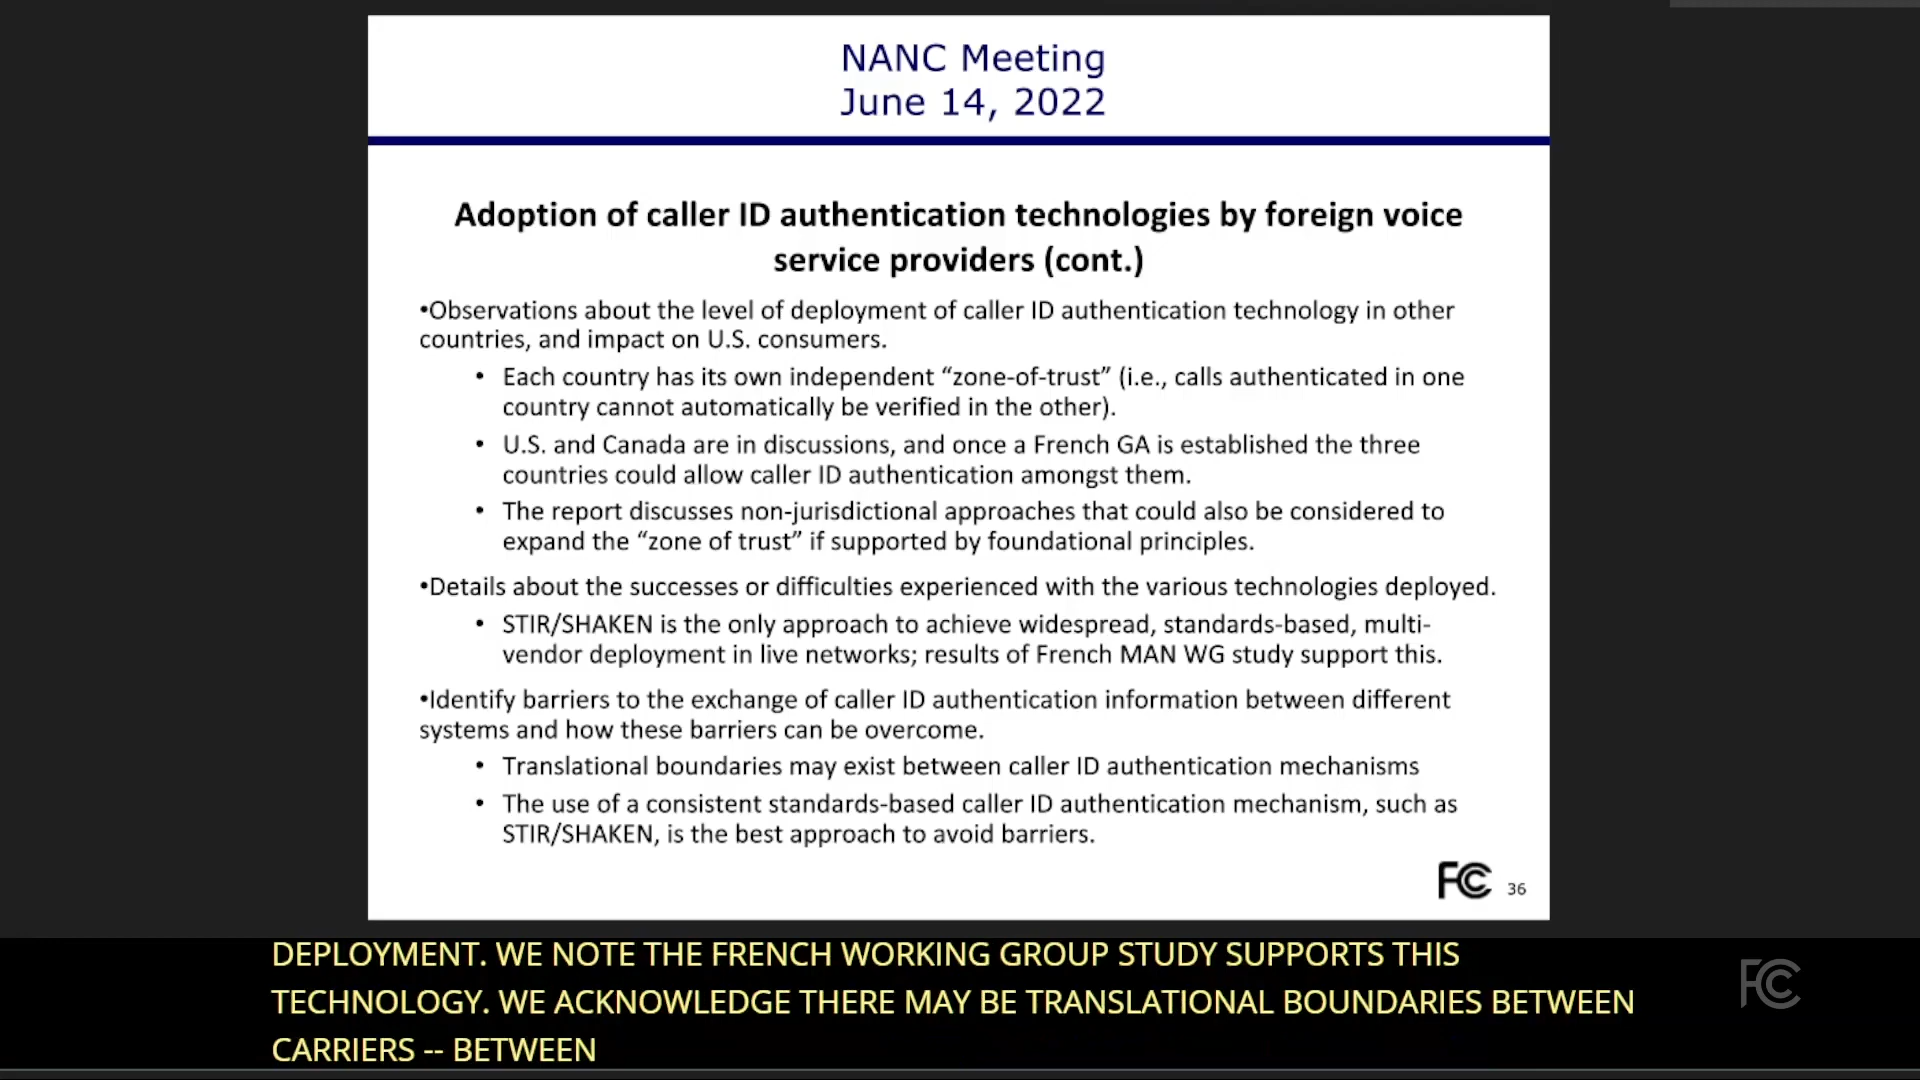 NANC Meeting
June 14, 2022
Adoption of caller ID authentication technologies by foreign voice
service providers (cont.)
•Observations about the level of deployment of caller ID authentication technology in other
countries, and impact on U.S. consumers.
• Each country has its own independent “zone-of-trust” (i.e., calls authenticated in one
country cannot automatically be verified in the other).
• U.S. and Canada are in discussions, and once a French GA is established the three
countries could allow caller ID authentication amongst them.
• The report discusses non-jurisdictional approaches that could also be considered to
expand the “zone of trust” if supported by foundational principles.
•Details about the successes or difficulties experienced with the various technologies deployed.
• STIR/SHAKEN is the only approach to achieve widespread, standards-based, multi-
vendor deployment in live networks; results of French MAN WG study support this.
•Identify barriers to the exchange of caller ID authentication information between different
systems and how these barriers can be overcome.
• Translational boundaries may exist between caller ID authentication mechanisms
• The use of a consistent standards-based caller ID authentication mechanism, such as
STIR/SHAKEN, is the best approach to avoid barriers.
FCC 36
DEPLOYMENT. WE NOTE THE FRENCH WORKING GROUP STUDY SUPPORTS THIS
TECHNOLOGY. WE ACKNOWLEDGE THERE MAY BE TRANSLATIONAL BOUNDARIES BETWEEN
CARRIERS -- BETWEEN
FCC